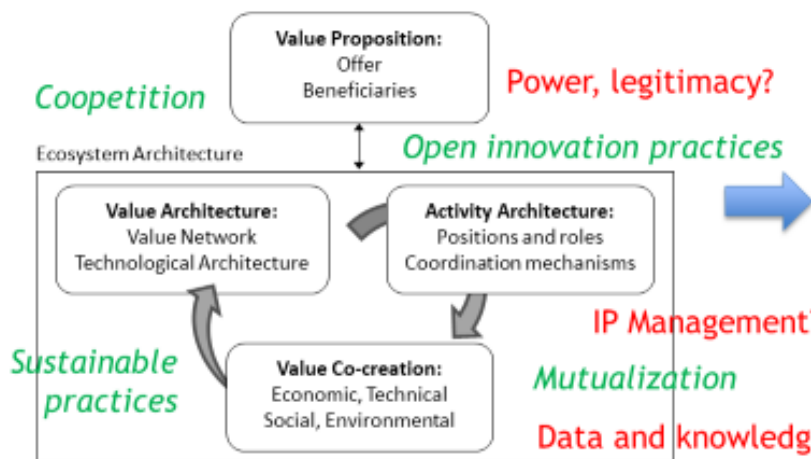 Value Proposition:
Offer
Beneficiaries
Coopetition
Power, legitimacy?
Ecosystem Architecture
Open innovation practices
Value Architecture:
Value Network
Technological Architecture
Activity Architecture:
Positions and roles
Coordination mechanisms
IP Management?
Sustainable
practices
Value Co-creation:
Economic, Technical
Social, Environmental
Mutualization
Data and